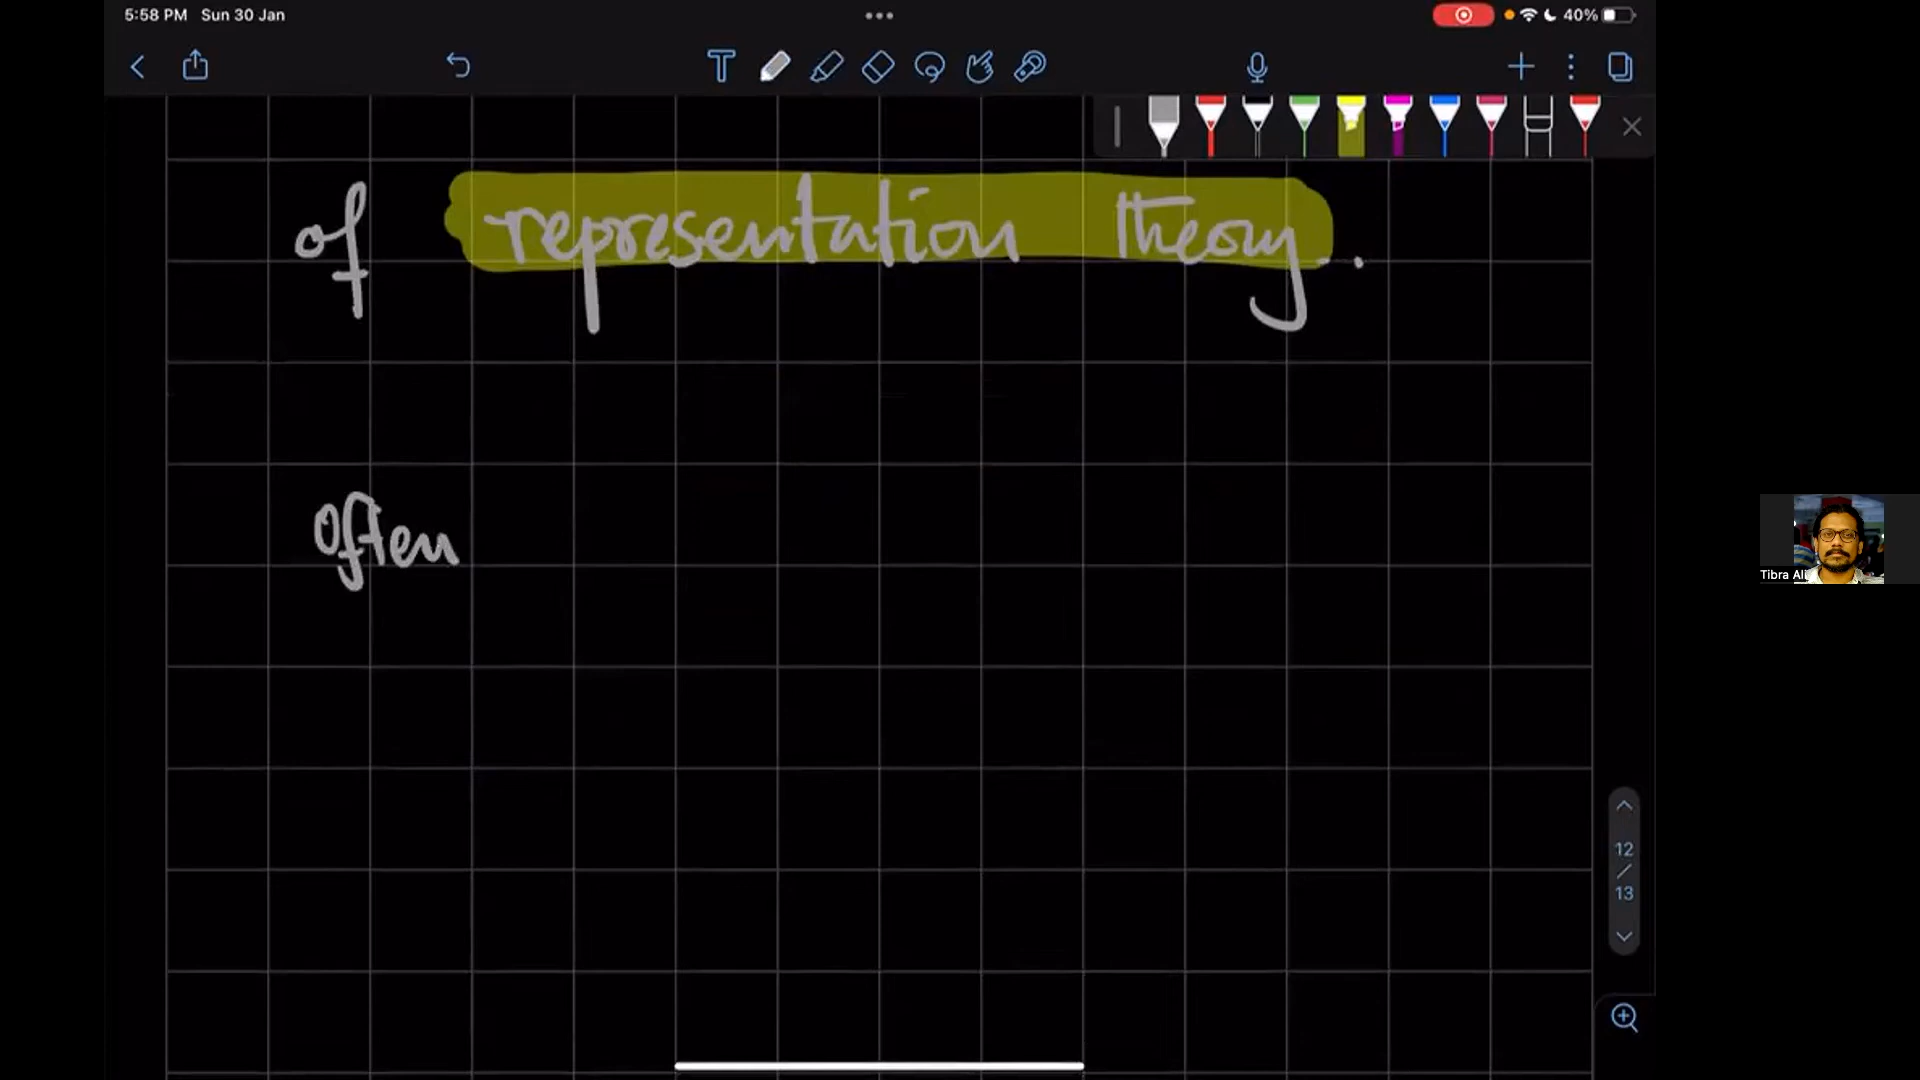 5:58 PM Sun 30 Jan
40%
of representation theory..
Often
Tibra Ali
12
/
13